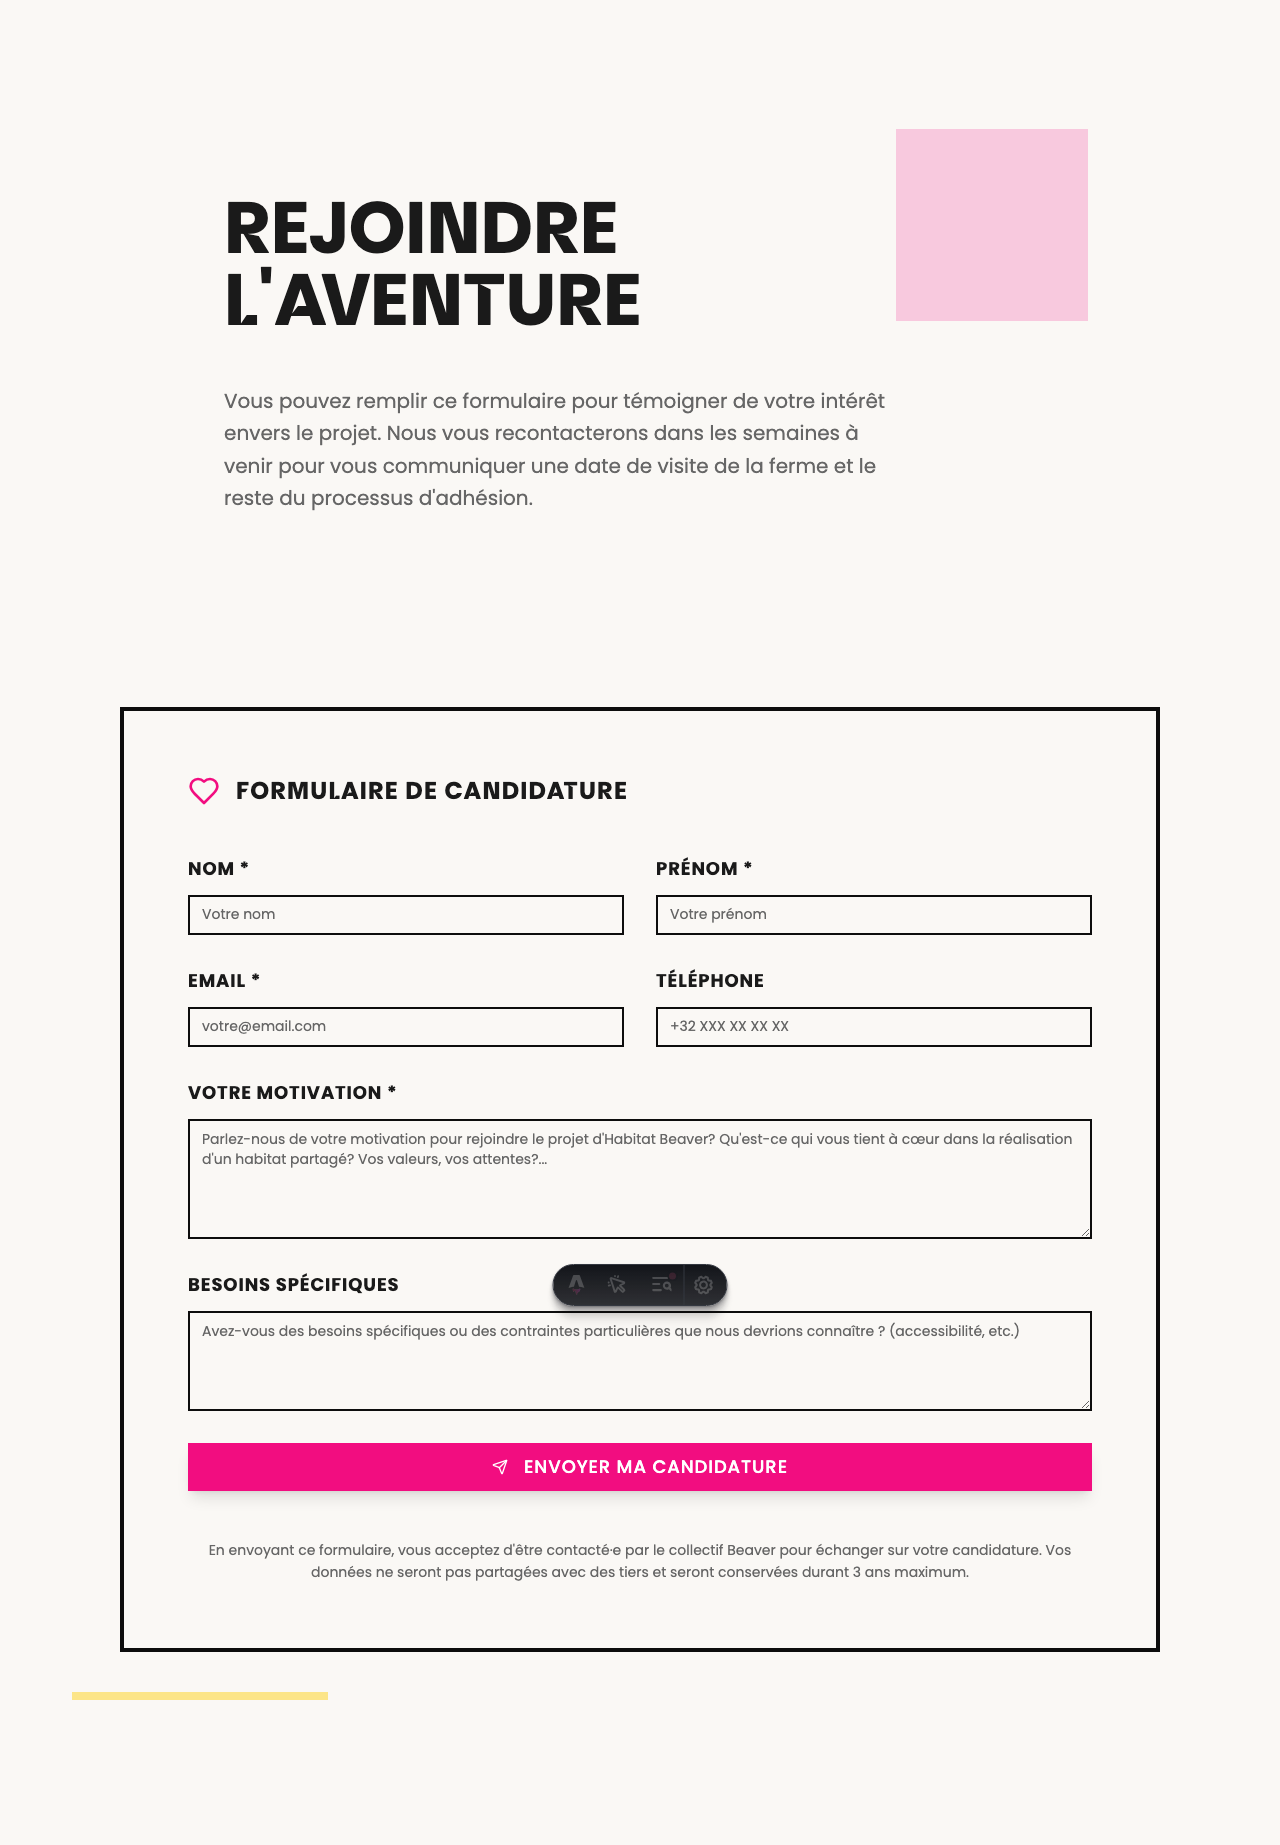 REJOINDRE
L'AVENTURE
Vous pouvez remplir ce formulaire pour témoigner de votre intérêt
envers le projet. Nous vous recontacterons dans les semaines à
venir pour vous communiquer une date de visite de la ferme et le
reste du processus d'adhésion.
FORMULAIRE DE CANDIDATURE
NOM *
PRÉNOM *
Votre nom
Votre prénom
EMAIL *
TÉLÉPHONE
votre@email.com
+32 XXX XX XX XX
VOTRE MOTIVATION *
Parlez-nous de votre motivation pour rejoindre le projet d'Habitat Beaver? Qu'est-ce qui vous tient à cœur dans la réalisation
d'un habitat partagé? Vos valeurs, vos attentes?...
BESOINS SPÉCIFIQUES
Avez-vous des besoins spécifiques ou des contraintes particulières que nous devrions connaître ? (accessibilité, etc.)
ENVOYER MA CANDIDATURE
En envoyant ce formulaire, vous acceptez d'être contacté·e par le collectif Beaver pour échanger sur votre candidature. Vos
données ne seront pas partagées avec des tiers et seront conservées durant 3 ans maximum.